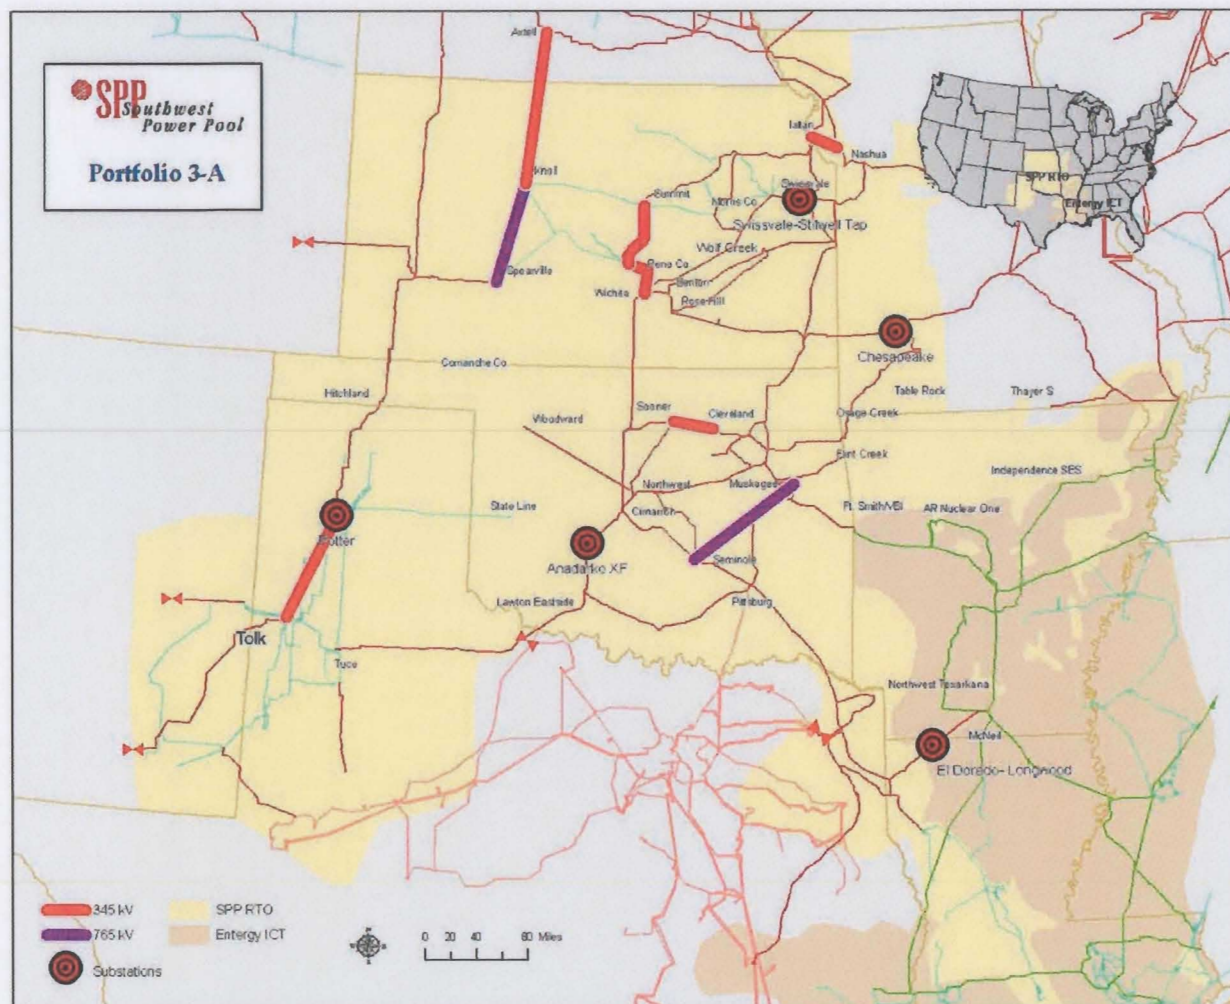 SPP
Southwest
Power Pool
Portfolio 3-A
Axtell
Knoll
Spearville
Iatan
Nashua
Summit
Morris Co.
Swissvale
Swissvale-Stilwell Tap
Wolf Creek
Reno Co.
Benton
Wichita
Rose Hill
SPP RTO
Entergy ICT
Chesapeake
Comanche Co.
Hitchland
Table Rock
Thayer S
Woodward
Sooner
Cleveland
Osage Creek
Flint Creek
Independence SES
Northwest
Muskogee
State Line
Cimarron
AR Nuclear One
Potter
Anadarko XF
Seminole
Lawton Eastside
Pittsburg
Tolk
Tuco
Northwest Texarkana
McNeil
El Dorado- Longwood
345 kV
SPP RTO
765 kV
Entergy ICT
Substations
0 20 40 80 Miles